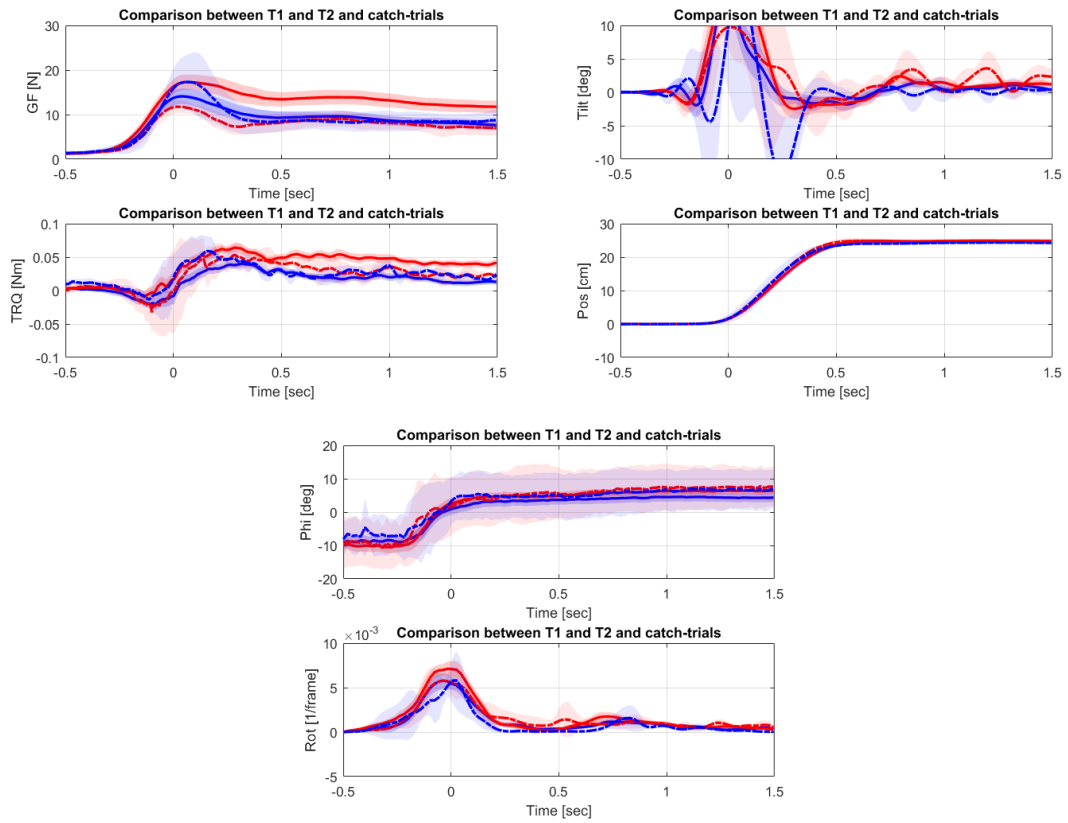 Comparison between T1 and T2 and catch-trials
GF [N]
30
20
10
0
-0.5 0 0.5 1 1.5
Time [sec]
Comparison between T1 and T2 and catch-trials
Tilt [deg]
10
5
0
-5
-10
-0.5 0 0.5 1 1.5
Time [sec]
Comparison between T1 and T2 and catch-trials
TRQ [Nm]
0.1
0.05
0
-0.05
-0.1
-0.5 0 0.5 1 1.5
Time [sec]
Comparison between T1 and T2 and catch-trials
Pos [cm]
30
20
10
0
-10
-0.5 0 0.5 1 1.5
Time [sec]
Comparison between T1 and T2 and catch-trials
Phi [deg]
20
10
0
-10
-20
-0.5 0 0.5 1 1.5
Time [sec]
×10-3
Comparison between T1 and T2 and catch-trials
Rot [1/frame]
10
5
0
-5
-0.5 0 0.5 1 1.5
Time [sec]